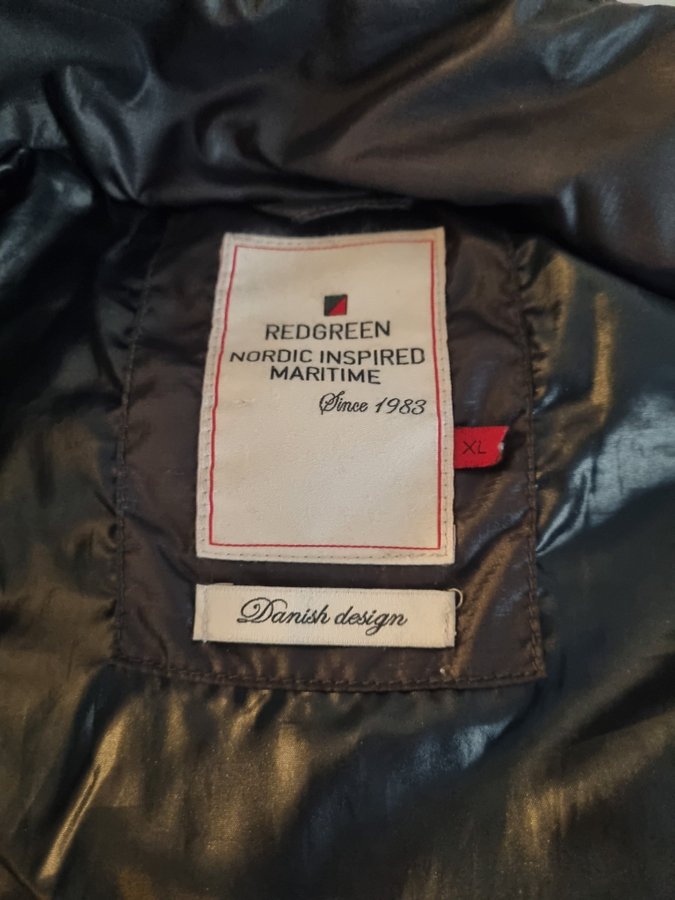 REDGREEN
NORDIC INSPIRED
MARITIME
Since 1983
XL
Danish design